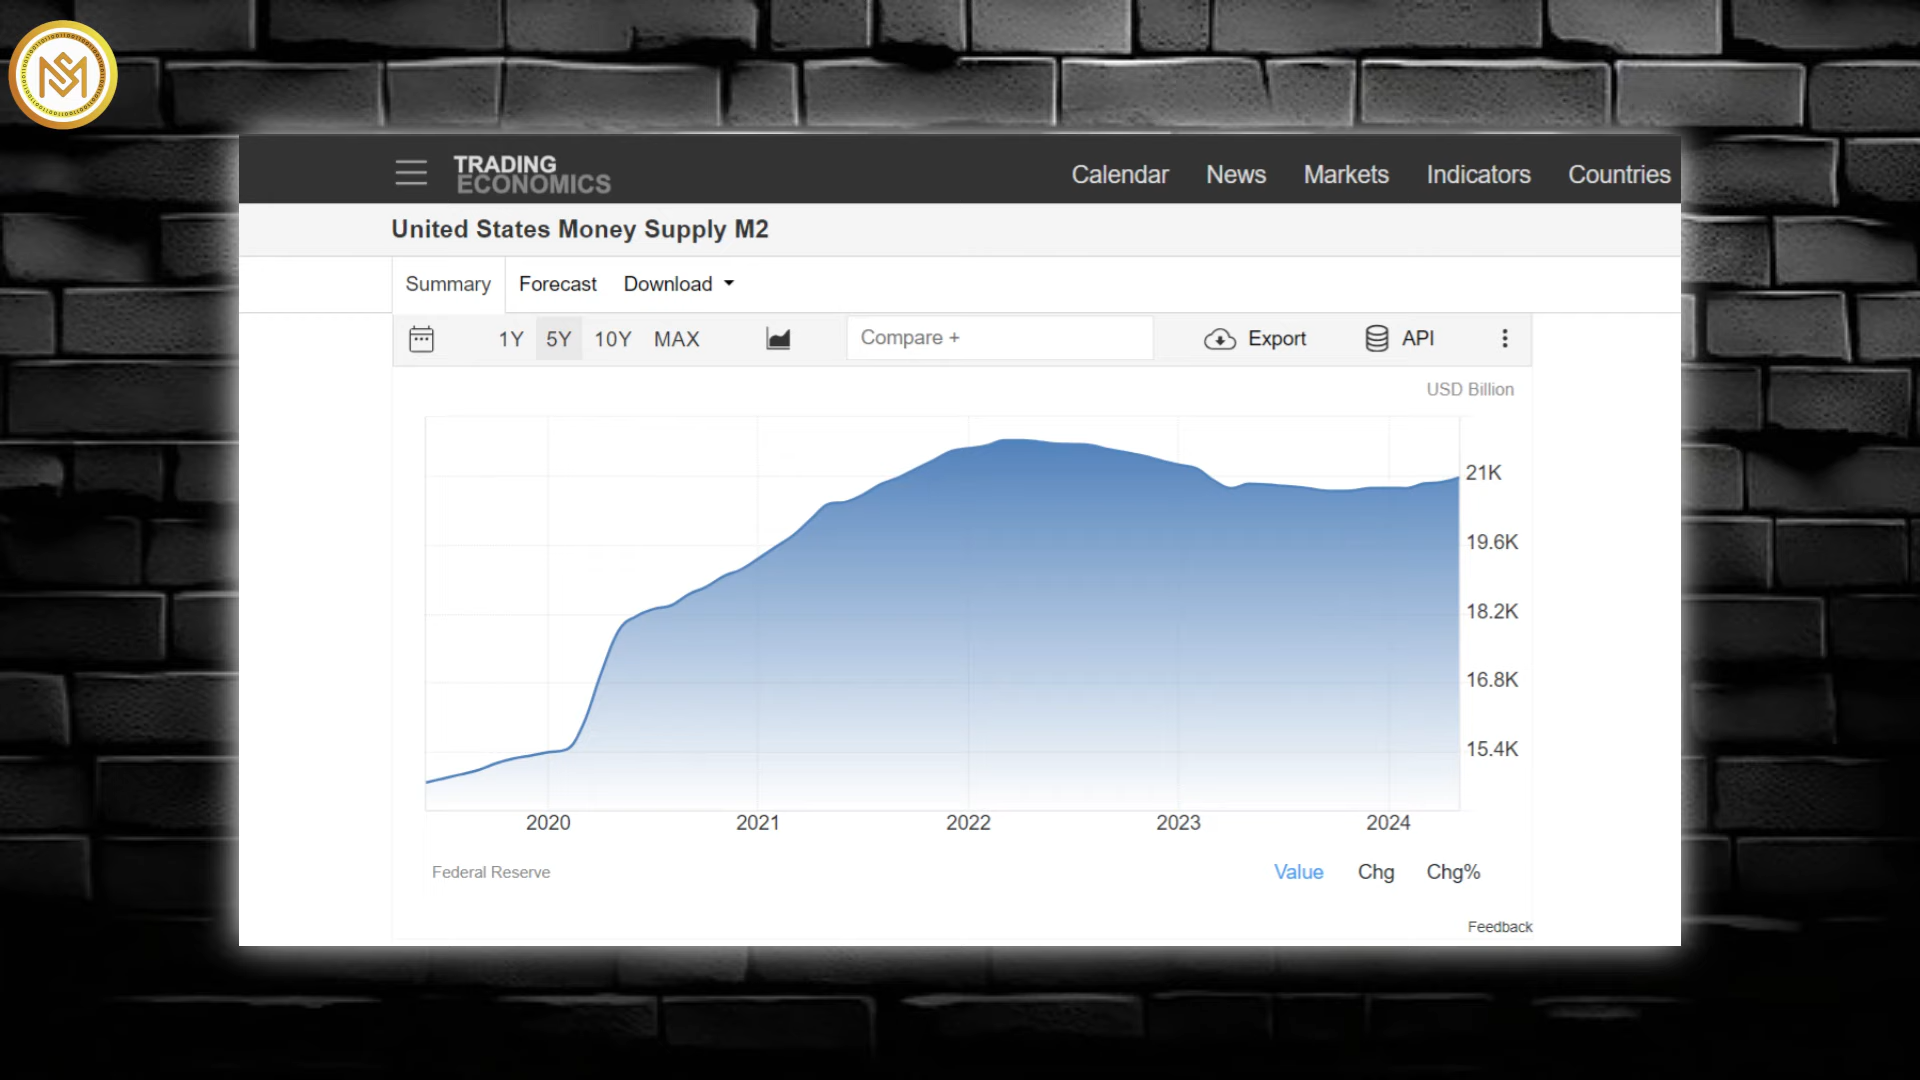 TRADING
ECONOMICS
Calendar News Markets Indicators Countries
United States Money Supply M2
Summary Forecast Download
1Y 5Y 10Y MAX Compare + Export API
USD Billion
21K
19.6K
18.2K
16.8K
15.4K
2020 2021 2022 2023 2024
Federal Reserve Value Chg Chg%
Feedback